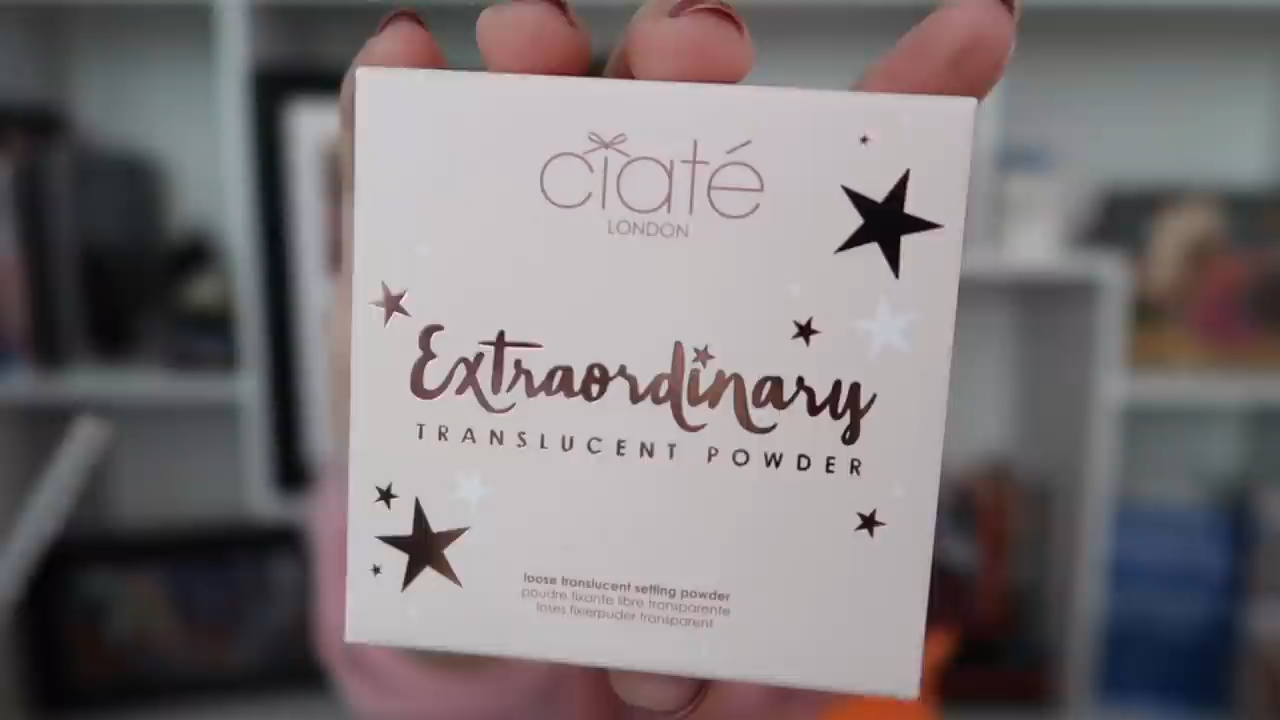 ciaté
LONDON
Extraordinary
TRANSLUCENT POWDER
loose translucent setting powder
poudre fixante libre transparente
loses fixierpuder transparent